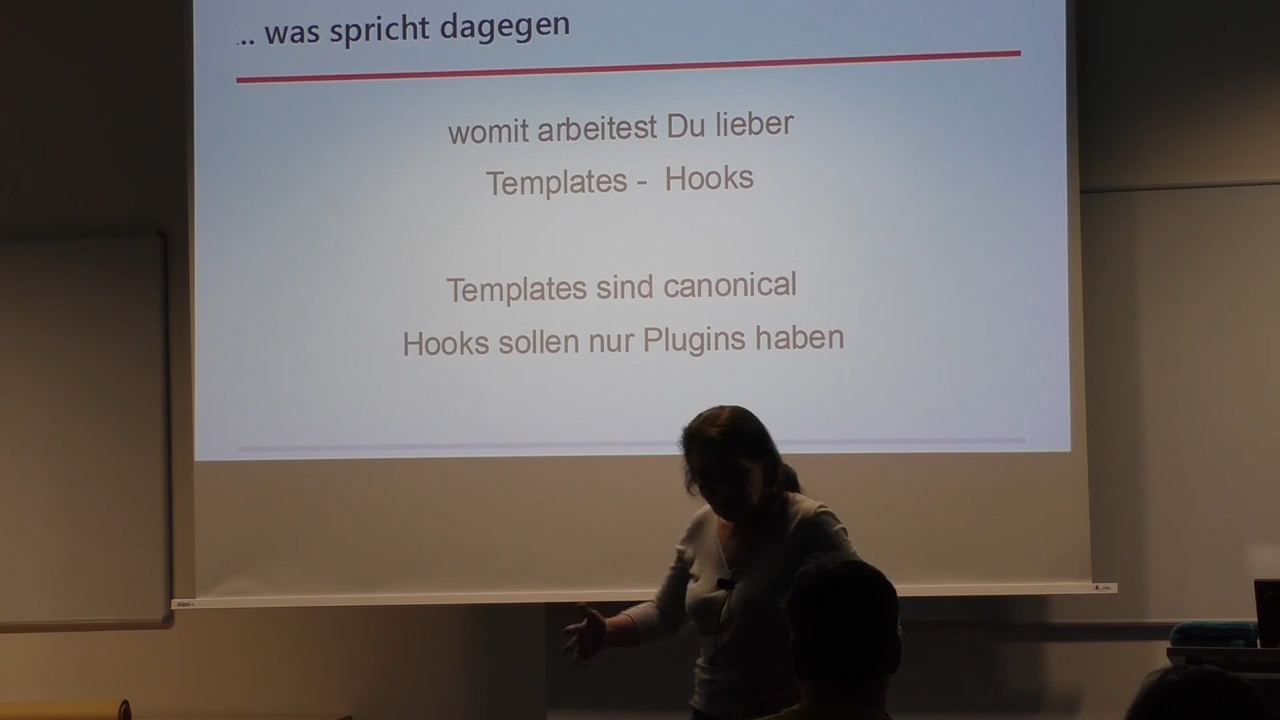 ... was spricht dagegen
womit arbeitest Du lieber
Templates - Hooks
Templates sind canonical
Hooks sollen nur Plugins haben